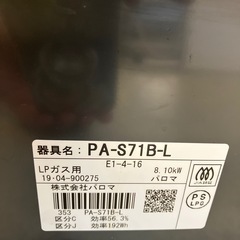 器具名: PA-S71B-L
E1-4-16
LPガス用 8.10kW
19・04-900275 パロマ
株式会社パロマ
353 PA-S71B-L
区分C 効率56.3%
区分J 効率192Wh
PS
LPG